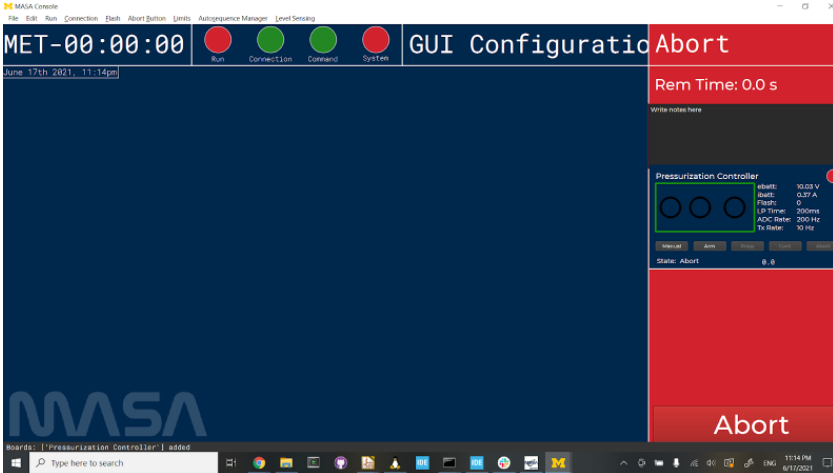 MASA Console
File Edit Run Connection Flash Abort Button Limits Autosequence Manager Level Sensing
MET-00:00:00
Run Connection Command System
GUI Configuratio
Abort
June 17th 2021, 11:14pm
Rem Time: 0.0 s
Write notes here
Pressurization Controller
ebatt: 10.03 V
ibatt: 0.37 A
Flash: 0
LP Time: 200ms
ADC Rate: 200 Hz
Tx Rate: 10 Hz
Manual Arm Press Cont. Abort
State: Abort 0.0
MASA
Abort
Boards: ['Pressurization Controller'] added
Type here to search
IDE IDE
ENG
11:14 PM
6/17/2021